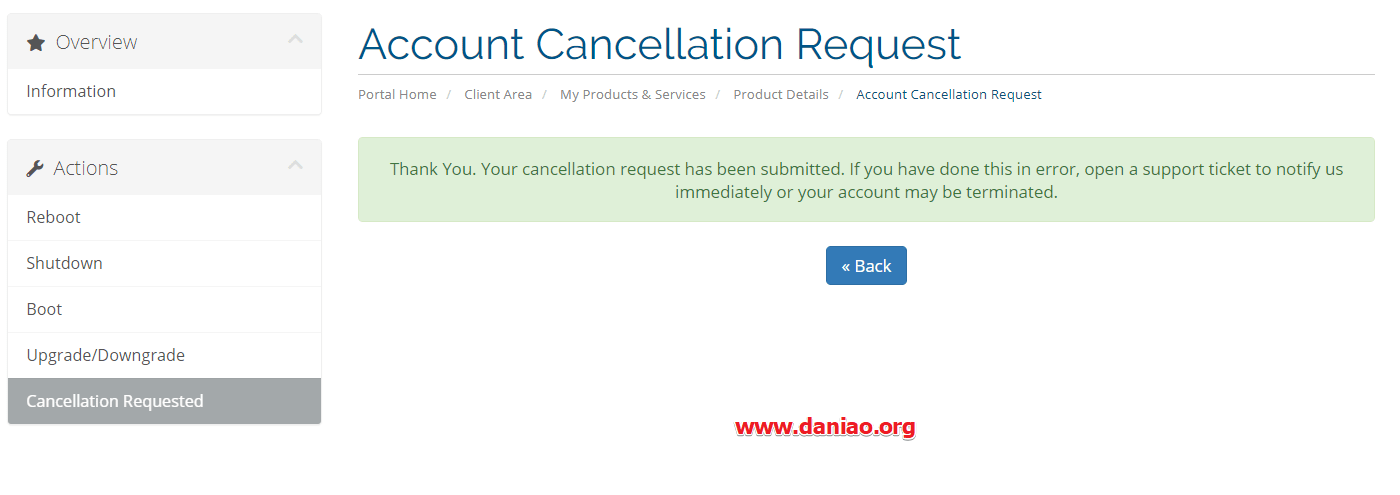 Overview
Information
Actions
Reboot
Shutdown
Boot
Upgrade/Downgrade
Cancellation Requested
Account Cancellation Request
Portal Home / Client Area / My Products & Services / Product Details / Account Cancellation Request
Thank You. Your cancellation request has been submitted. If you have done this in error, open a support ticket to notify us
immediately or your account may be terminated.
« Back
www.daniao.org